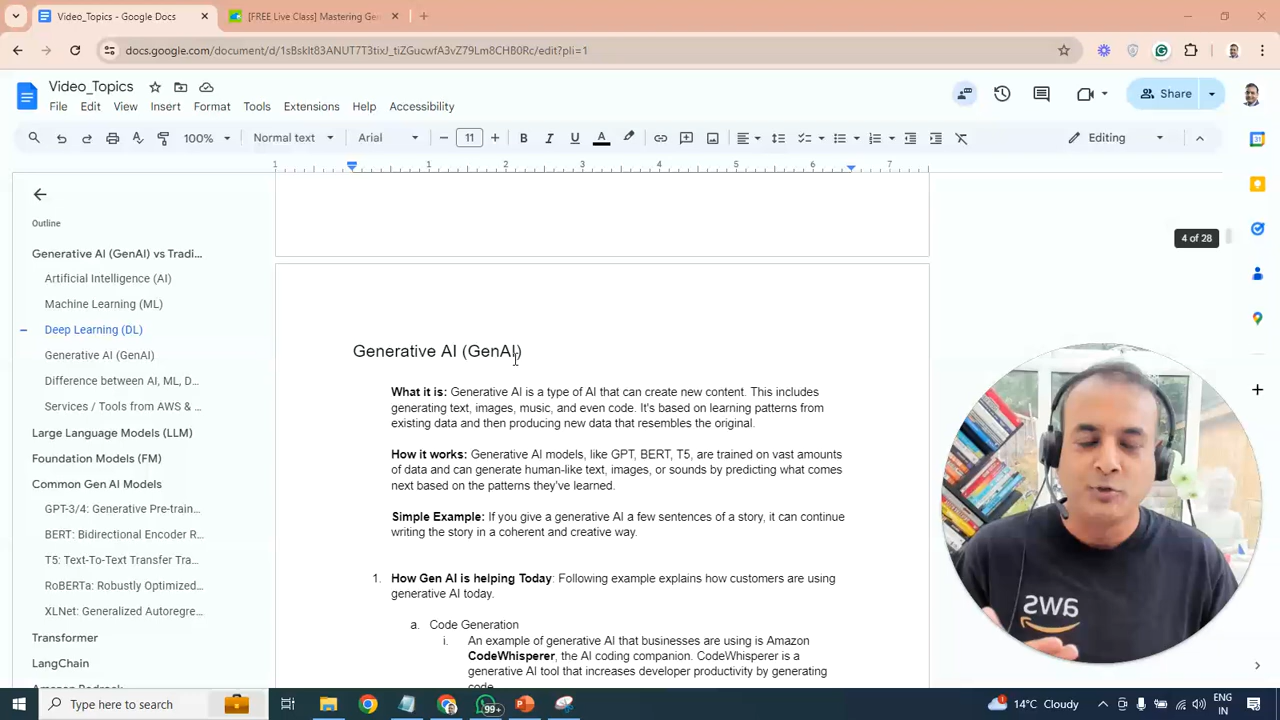 Video_Topics - Google Docs
[FREE Live Class] Mastering Ge
docs.google.com/document/d/1sBsklt83ANUT7T3tixJ_tiZGucwfA3vZ79Lm8CHB0Rc/edit?pli=1
Video_Topics
File Edit View Insert Format Tools Extensions Help Accessibility
Share
100% Normal text Arial 11 Editing
1 1 2 3 4 5 6 7
4 of 28
Outline
Generative AI (GenAI) vs Tradi...
Artificial Intelligence (AI)
Machine Learning (ML)
Deep Learning (DL)
Generative AI (GenAI)
Difference between AI, ML, D...
Services / Tools from AWS & ...
Large Language Models (LLM)
Foundation Models (FM)
Common Gen AI Models
GPT-3/4: Generative Pre-train...
BERT: Bidirectional Encoder R...
T5: Text-To-Text Transfer Tra...
RoBERTa: Robustly Optimized...
XLNet: Generalized Autoregre...
Transformer
LangChain
Amazon Bedrock
Generative AI (GenAI)
What it is: Generative AI is a type of AI that can create new content. This includes
generating text, images, music, and even code. It's based on learning patterns from
existing data and then producing new data that resembles the original.
How it works: Generative AI models, like GPT, BERT, T5, are trained on vast amounts
of data and can generate human-like text, images, or sounds by predicting what comes
next based on the patterns they've learned.
Simple Example: If you give a generative AI a few sentences of a story, it can continue
writing the story in a coherent and creative way.
1. How Gen AI is helping Today: Following example explains how customers are using
generative AI today.
a. Code Generation
i. An example of generative AI that businesses are using is Amazon
CodeWhisperer, the AI coding companion. CodeWhisperer is a
generative AI tool that increases developer productivity by generating
code
aws
Type here to search
99+
14°C Cloudy
ENG
IN